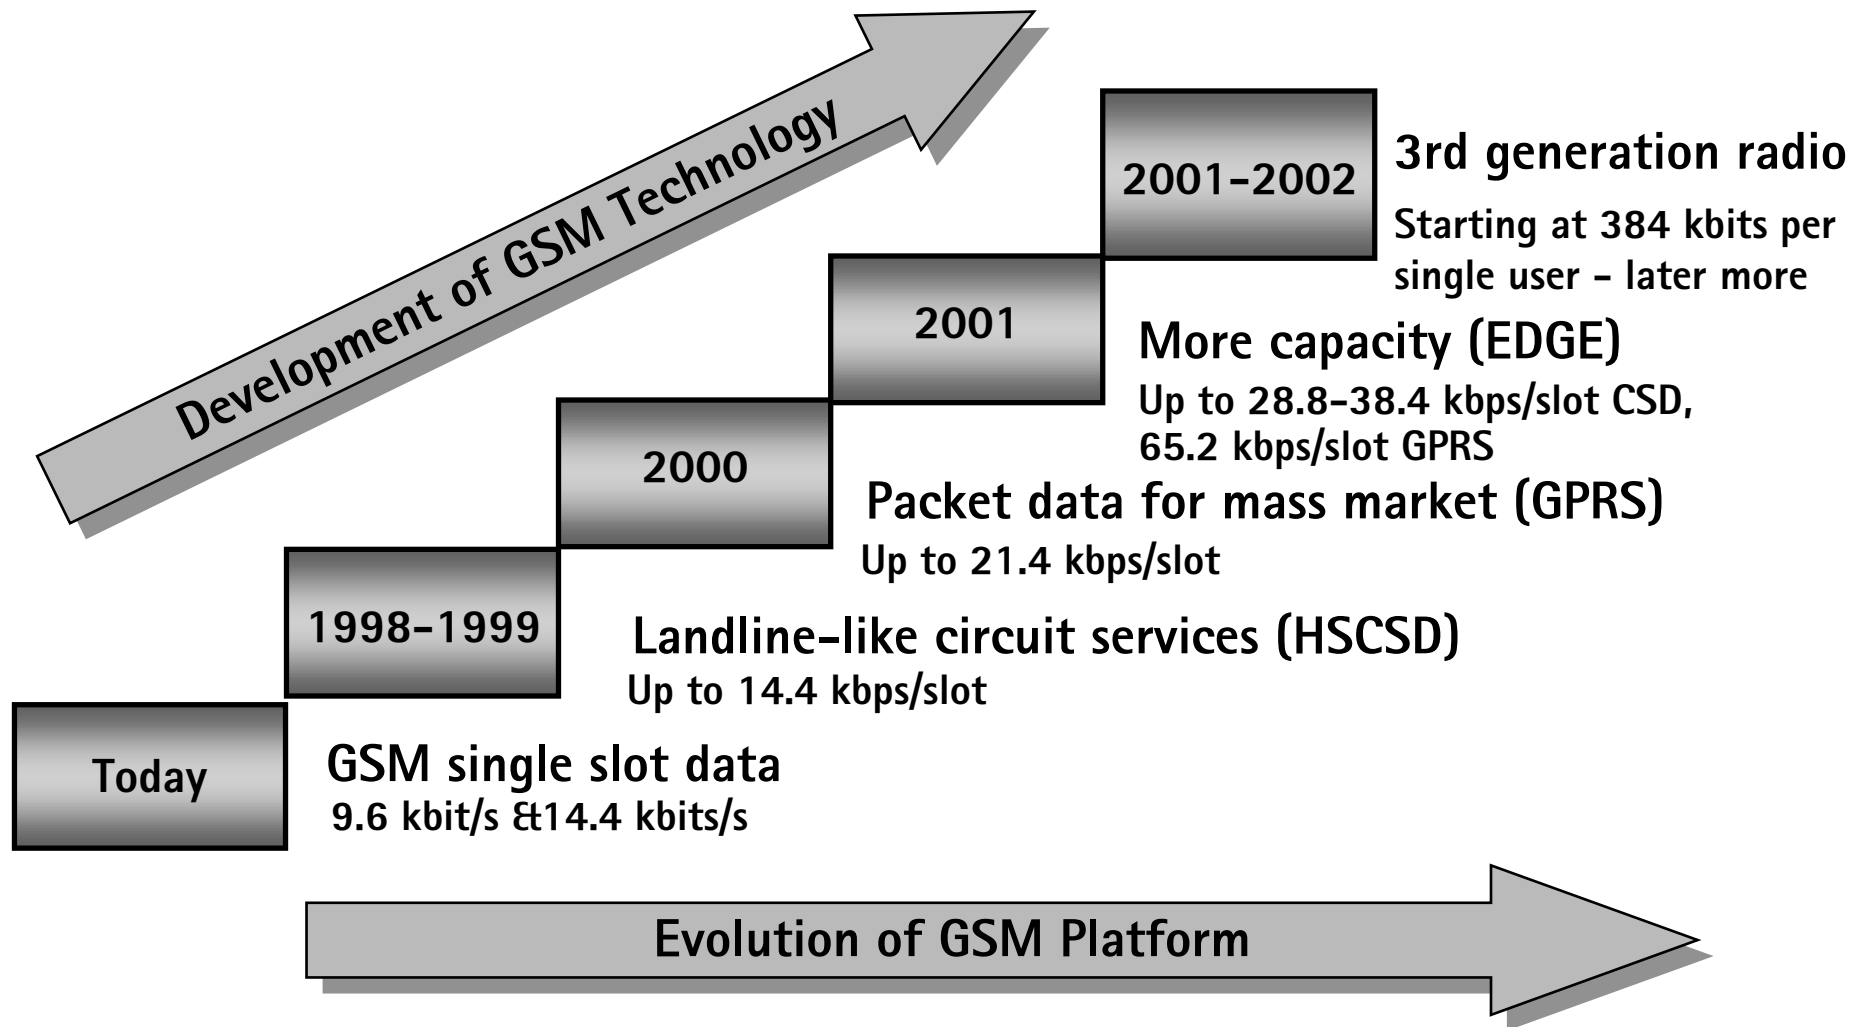 Development of GSM Technology
2001-2002
3rd generation radio
Starting at 384 kbits per
single user - later more
2001
More capacity (EDGE)
Up to 28.8-38.4 kbps/slot CSD,
65.2 kbps/slot GPRS
2000
Packet data for mass market (GPRS)
Up to 21.4 kbps/slot
1998-1999
Landline-like circuit services (HSCSD)
Up to 14.4 kbps/slot
Today
GSM single slot data
9.6 kbit/s &14.4 kbits/s
Evolution of GSM Platform